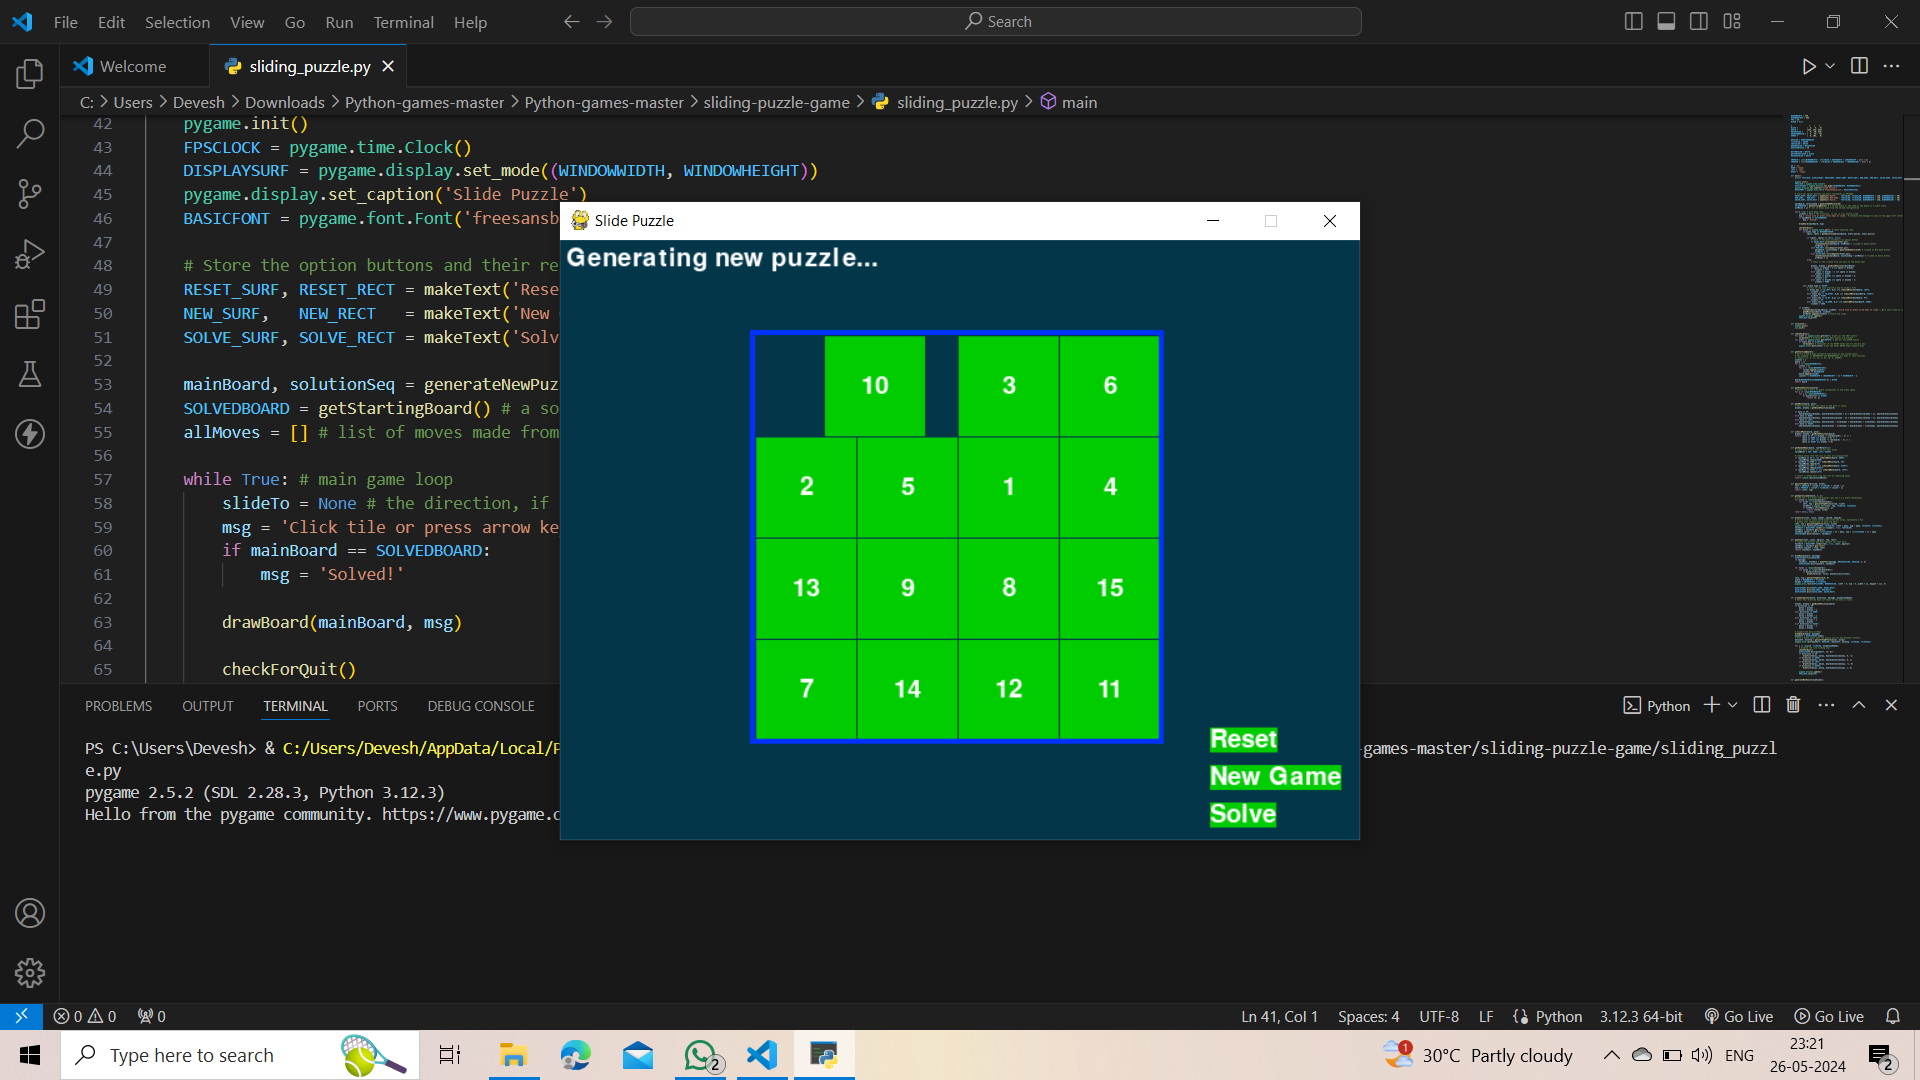 File Edit Selection View Go Run Terminal Help
Search
Welcome
sliding_puzzle.py
C: > Users > Devesh > Downloads > Python-games-master > Python-games-master > sliding-puzzle-game > sliding_puzzle.py > main
42 pygame.init()
43 FPSCLOCK = pygame.time.Clock()
44 DISPLAYSURF = pygame.display.set_mode((WINDOWWIDTH, WINDOWHEIGHT))
45 pygame.display.set_caption('Slide Puzzle')
46 BASICFONT = pygame.font.Font('freesansb
47
48 # Store the option buttons and their re
49 RESET_SURF, RESET_RECT = makeText('Rese
50 NEW_SURF, NEW_RECT = makeText('New
51 SOLVE_SURF, SOLVE_RECT = makeText('Solv
52
53 mainBoard, solutionSeq = generateNewPuz
54 SOLVEDBOARD = getStartingBoard() # a so
55 allMoves = [] # list of moves made from
56
57 while True: # main game loop
58 slideTo = None # the direction, if
59 msg = 'Click tile or press arrow ke
60 if mainBoard == SOLVEDBOARD:
61 msg = 'Solved!'
62
63 drawBoard(mainBoard, msg)
64
65 checkForQuit()
Slide Puzzle
Generating new puzzle...
10 3 6
2 5 1 4
13 9 8 15
7 14 12 11
Reset
New Game
Solve
PROBLEMS OUTPUT TERMINAL PORTS DEBUG CONSOLE
Python
PS C:\Users\Devesh> & C:/Users/Devesh/AppData/Local/P -games-master/sliding-puzzle-game/sliding_puzzl
e.py
pygame 2.5.2 (SDL 2.28.3, Python 3.12.3)
Hello from the pygame community. https://www.pygame.c
0 0 0
Ln 41, Col 1 Spaces: 4 UTF-8 LF Python 3.12.3 64-bit Go Live Go Live
Type here to search
2
1
30°C Partly cloudy
ENG
23:21
26-05-2024
2